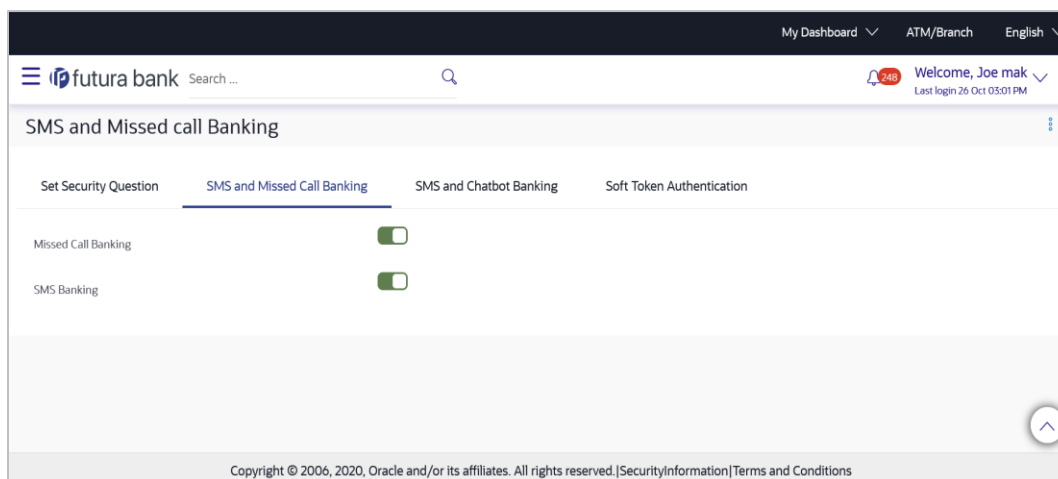 My Dashboard ATM/Branch English
futura bank Search ... 248 Welcome, Joe mak
Last login 26 Oct 03:01 PM
SMS and Missed call Banking
Set Security Question SMS and Missed Call Banking SMS and Chatbot Banking Soft Token Authentication
Missed Call Banking
SMS Banking
Copyright © 2006, 2020, Oracle and/or its affiliates. All rights reserved.|SecurityInformation|Terms and Conditions